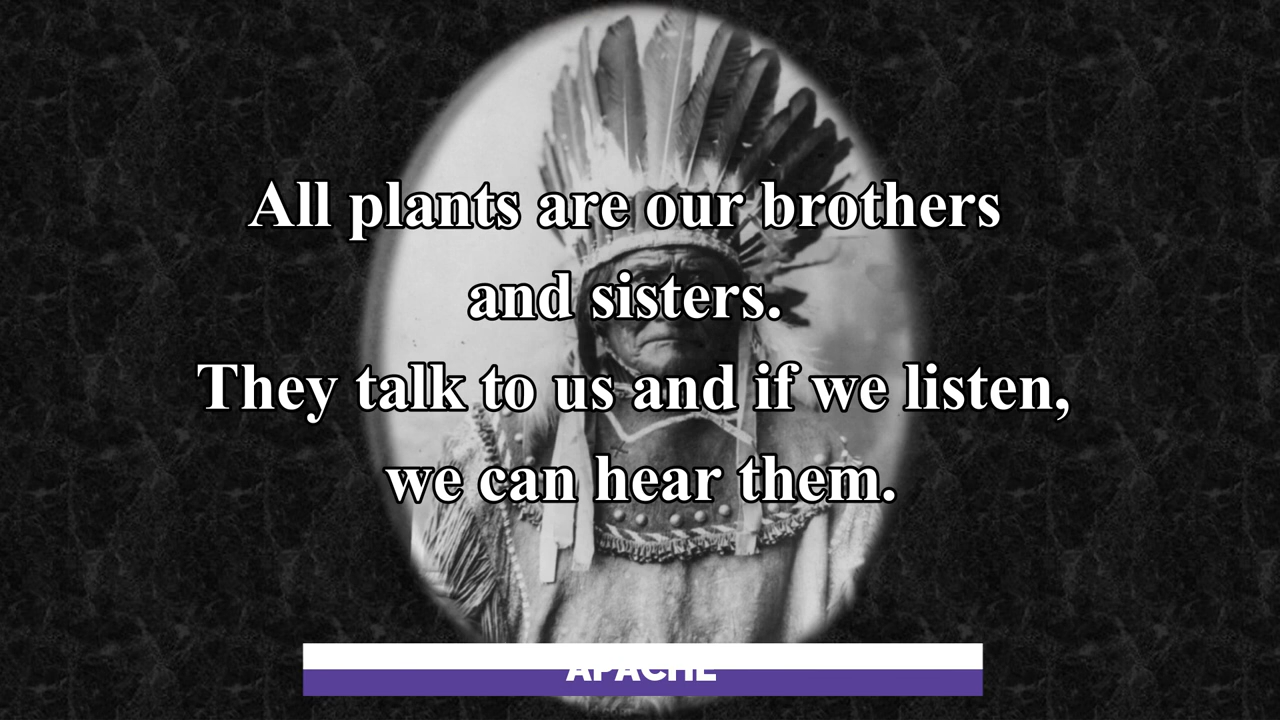 All plants are our brothers
and sisters.
They talk to us and if we listen,
we can hear them.
APACHE